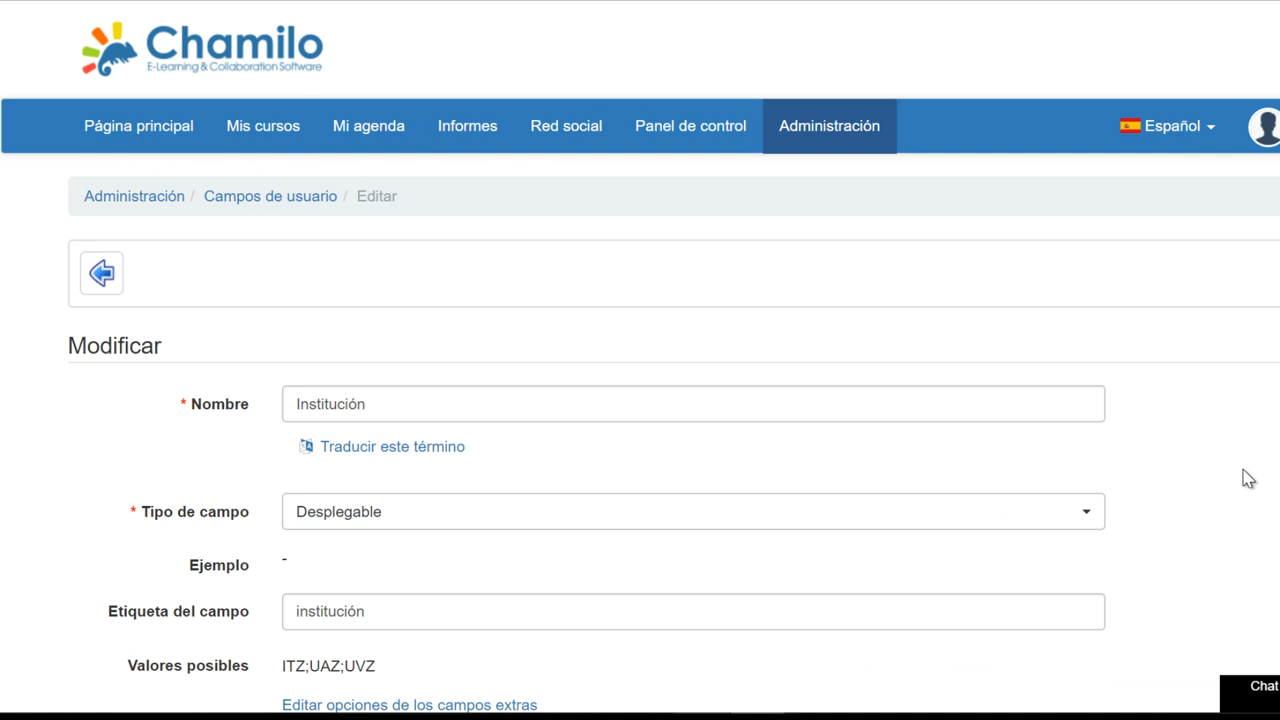 Chamilo
E-Learning & Collaboration Software
Página principal Mis cursos Mi agenda Informes Red social Panel de control Administración Español
Administración / Campos de usuario / Editar
Modificar
* Nombre Institución
Traducir este término
* Tipo de campo Desplegable
Ejemplo -
Etiqueta del campo institución
Valores posibles ITZ;UAZ;UVZ
Editar opciones de los campos extras
Chat